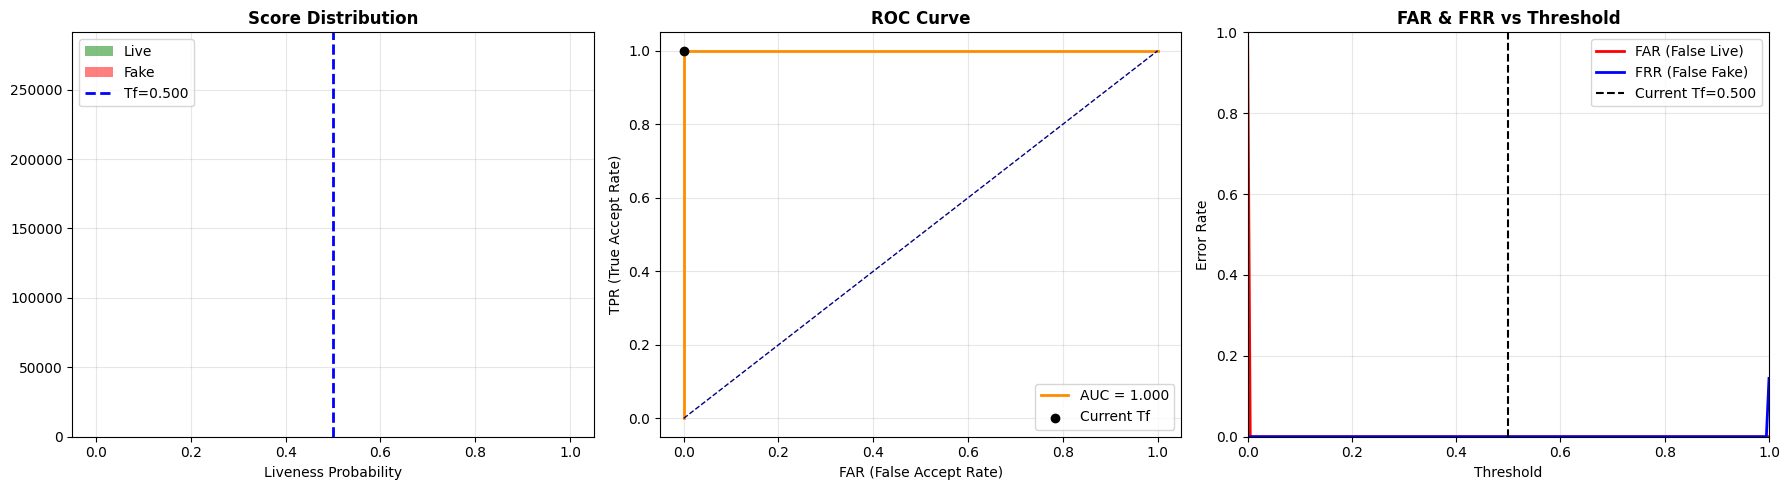 Score Distribution
Live
Fake
Tf=0.500
250000
200000
150000
100000
50000
0
0.0 0.2 0.4 0.6 0.8 1.0
Liveness Probability
ROC Curve
TPR (True Accept Rate)
1.0
0.8
0.6
0.4
0.2
0.0
AUC = 1.000
Current Tf
0.0 0.2 0.4 0.6 0.8 1.0
FAR (False Accept Rate)
FAR & FRR vs Threshold
Error Rate
1.0
0.8
0.6
0.4
0.2
0.0
FAR (False Live)
FRR (False Fake)
Current Tf=0.500
0.0 0.2 0.4 0.6 0.8 1.0
Threshold